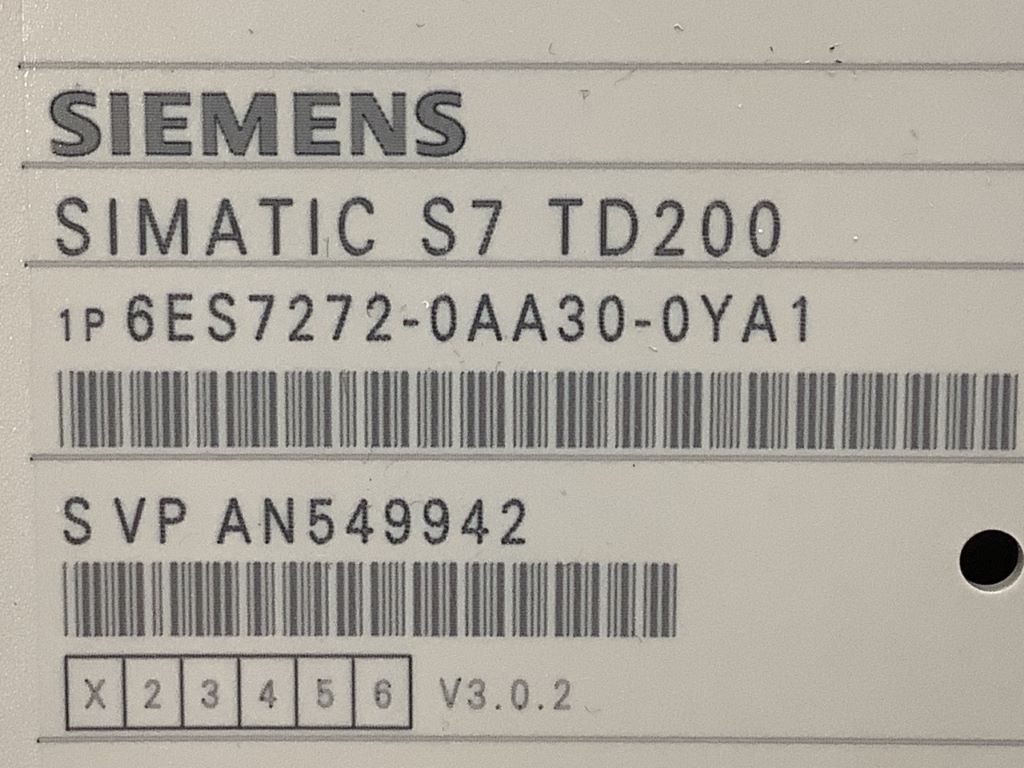 SIEMENS
SIMATIC S7 TD200
1P 6ES7272-0AA30-0YA1
S VP AN549942
X 2 3 4 5 6 V3.0.2